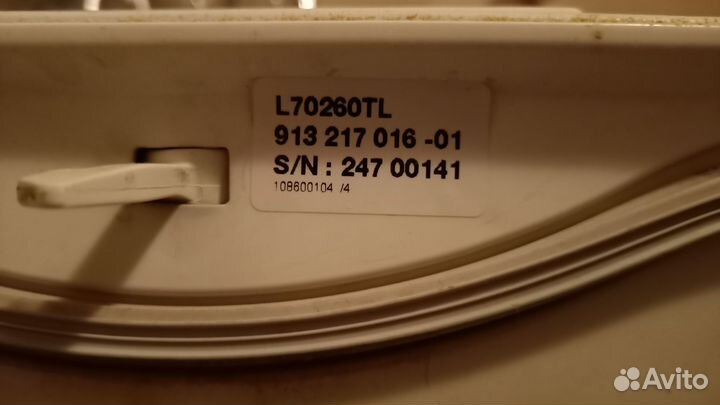 L70260TL
913 217 016 -01
S/N : 247 00141
108600104 /4
Avito